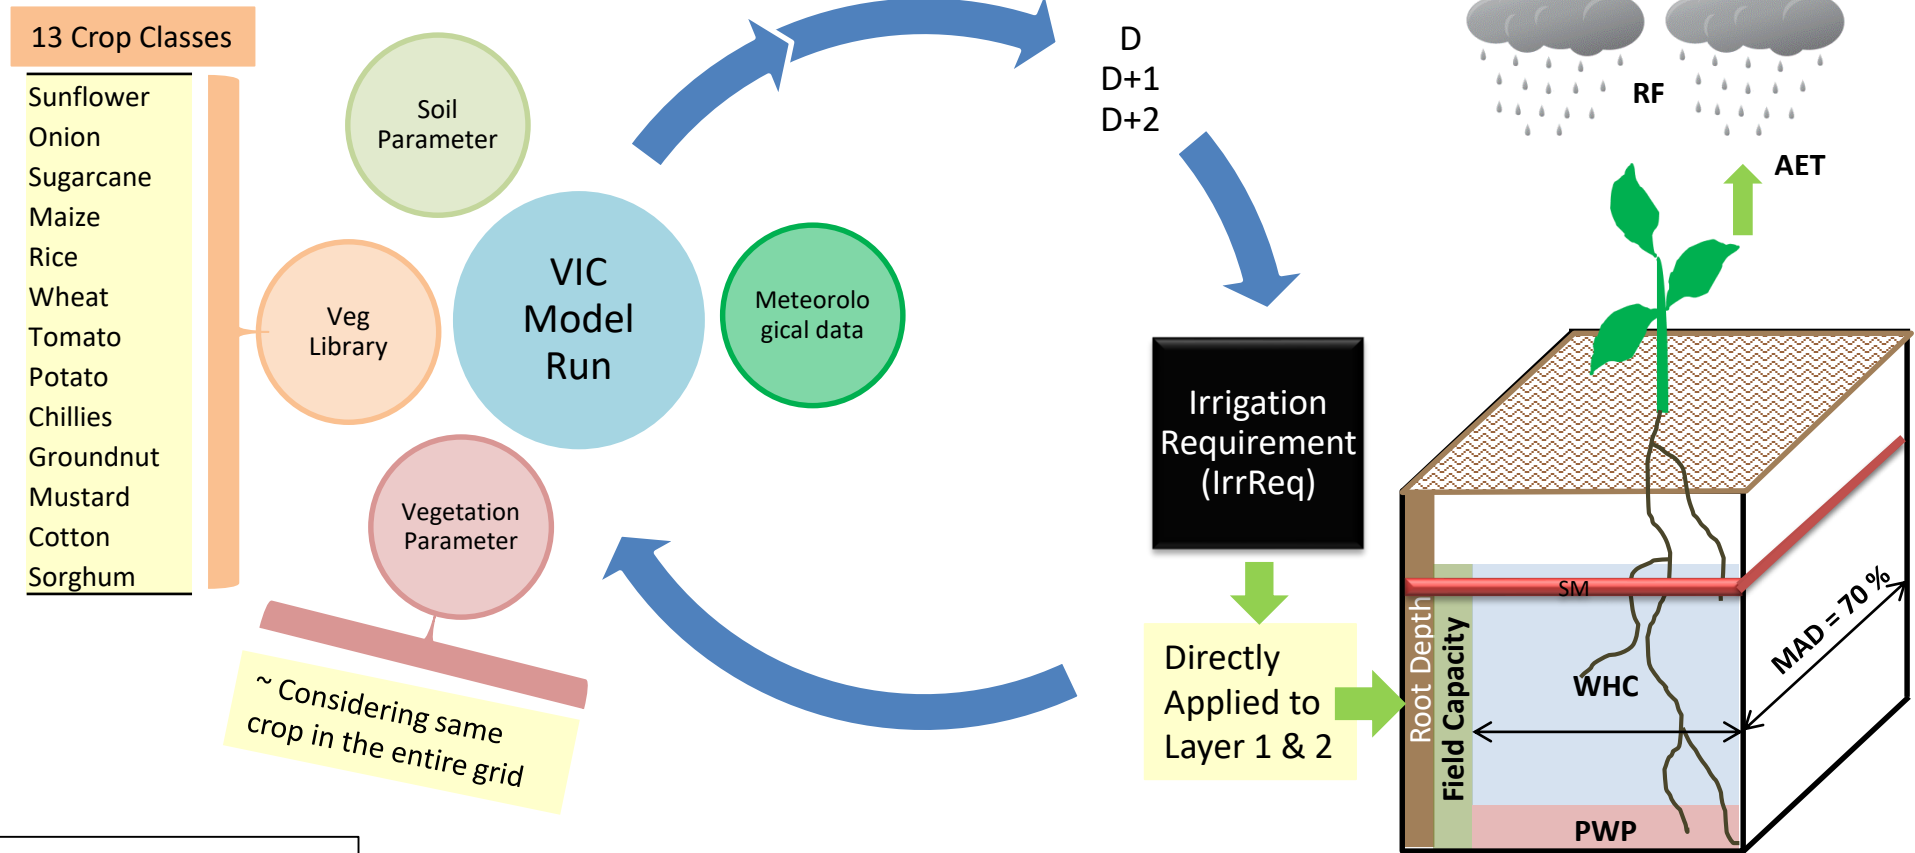 13 Crop Classes
Sunflower
Onion
Sugarcane
Maize
Rice
Wheat
Tomato
Potato
Chillies
Groundnut
Mustard
Cotton
Sorghum
Soil
Parameter
Veg
Library
VIC
Model
Run
Meteorolo
gical data
Vegetation
Parameter
~ Considering same
crop in the entire grid
D
D+1
D+2
Irrigation
Requirement
(IrrReq)
Directly
Applied to
Layer 1 & 2
RF
AET
SM
Root Depth
Field Capacity
WHC
MAD = 70 %
PWP